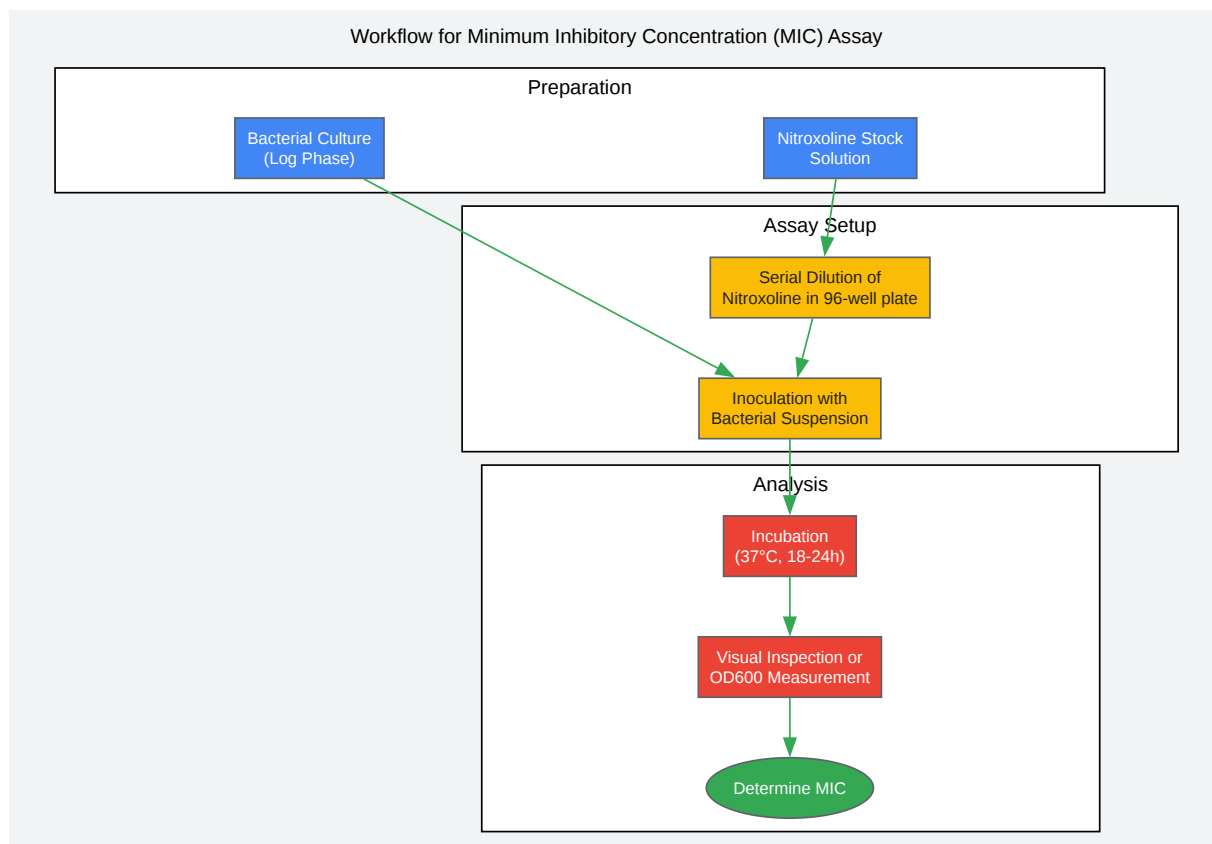 Workflow for Minimum Inhibitory Concentration (MIC) Assay
Preparation
Bacterial Culture
(Log Phase)
Nitroxoline Stock
Solution
Assay Setup
Serial Dilution of
Nitroxoline in 96-well plate
Inoculation with
Bacterial Suspension
Analysis
Incubation
(37°C, 18-24h)
Visual Inspection or
OD600 Measurement
Determine MIC